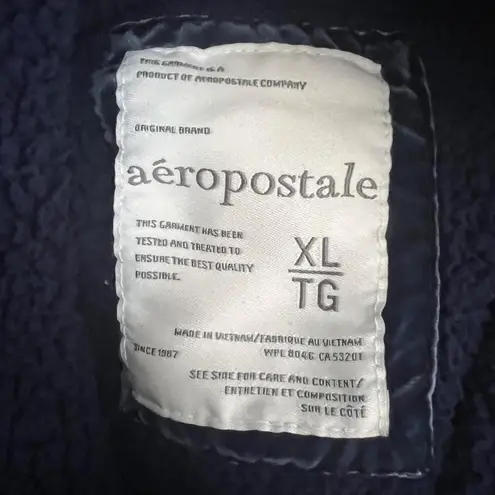 THIS GARMENT IS A
PRODUCT OF AEROPOSTALE COMPANY
ORIGINAL BRAND
aéropostale
THIS GARMENT HAS BEEN
TESTED AND TREATED TO
ENSURE THE BEST QUALITY
POSSIBLE.
XL
TG
MADE IN VIETNAM/FABRIQUE AU VIETNAM
WPL 8046 CA 53201
SINCE 1987
SEE SIDE FOR CARE AND CONTENT/
ENTRETIEN ET COMPOSITION
SUR LE CÔTÉ